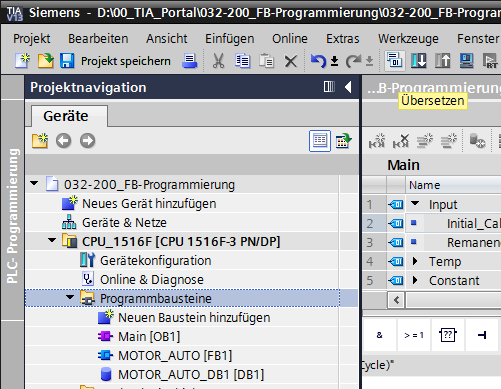 TIA V13 Siemens - D:\00_TIA_Portal\032-200_FB-Programmierung\032-200_FB-Progra
Projekt Bearbeiten Ansicht Einfügen Online Extras Werkzeuge Fenster
Projekt speichern
RT
Projektnavigation
...B-Programmierung
Übersetzen
Geräte
PLC-Programmierung
Main
Name
032-200_FB-Programmierung
Neues Gerät hinzufügen
Geräte & Netze
CPU_1516F [CPU 1516F-3 PN/DP]
Gerätekonfiguration
Online & Diagnose
Programmbausteine
Neuen Baustein hinzufügen
Main [OB1]
MOTOR_AUTO [FB1]
MOTOR_AUTO_DB1 [DB1]
1 Input
2 Initial_Cal
3 Remanen
4 Temp
5 Constant
& >=1 ??
Cycle)"